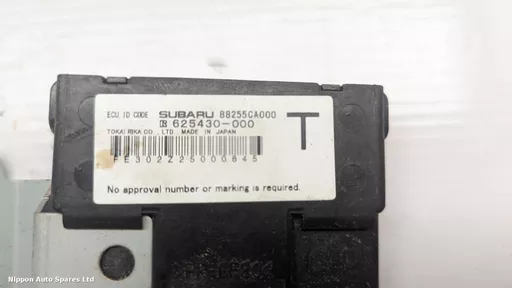 ECU, ID CODE SUBARU 88255CA000
625430-000
TOKAI RIKA CO., LTD. MADE IN JAPAN
T
FE302Z25000845
No approval number or marking is required.
Nippon Auto Spares Ltd